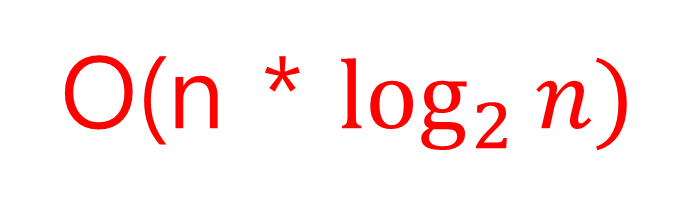 O(n * log₂ n)